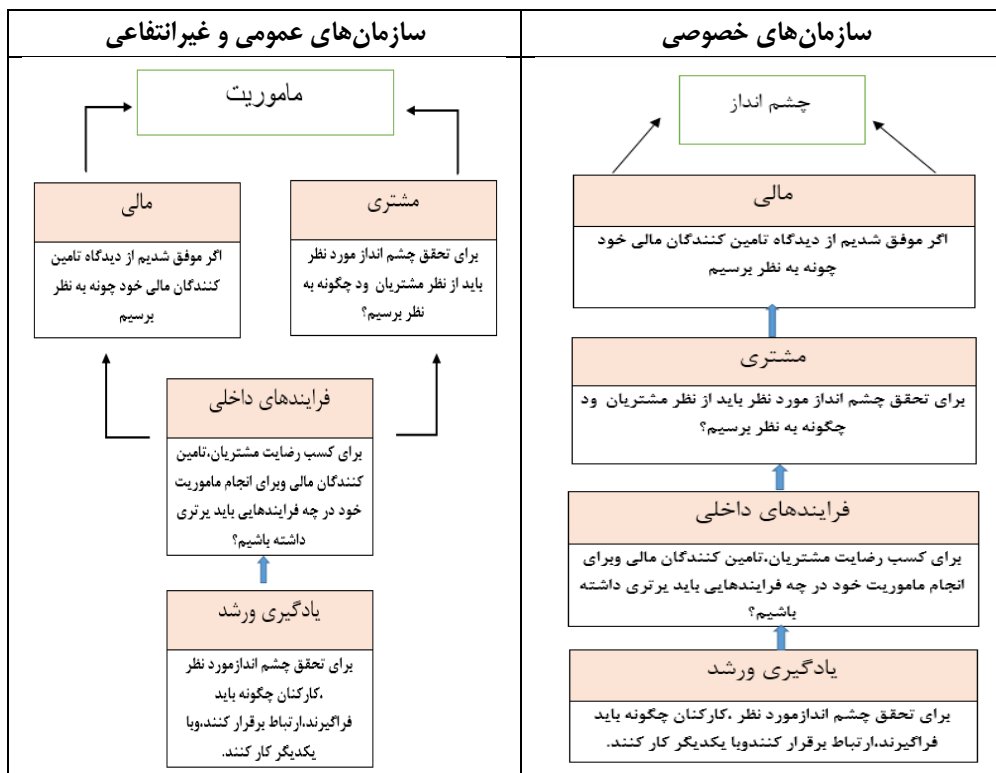 سازمان‌های خصوصی
چشم انداز
مالی
اگر موفق شدیم از دیدگاه تامین کنندگان مالی خود
چونه به نظر برسیم
مشتری
برای تحقق چشم انداز مورد نظر باید از نظر مشتریان ود
چگونه به نظر برسیم؟
فرایندهای داخلی
برای کسب رضایت مشتریان،تامین کنندگان مالی وبرای
انجام ماموریت خود در چه فرایندهایی باید یرتری داشته
باشیم؟
یادگیری ورشد
برای تحقق چشم اندازمورد نظر ،کارکنان چگونه باید
فراگیرند،ارتباط برقرار کنندوبا یکدیگر کار کنند.
سازمان‌های عمومی و غیرانتفاعی
ماموریت
مشتری
برای تحقق چشم انداز مورد نظر
باید از نظر مشتریان ود چگونه به
نظر برسیم؟
مالی
اگر موفق شدیم از دیدگاه تامین
کنندگان مالی خود چونه به نظر
برسیم
فرایندهای داخلی
برای کسب رضایت مشتریان،تامین
کنندگان مالی وبرای انجام ماموریت
خود در چه فرایندهایی باید یرتری
داشته باشیم؟
یادگیری ورشد
برای تحقق چشم اندازمورد نظر
،کارکنان چگونه باید
فراگیرند،ارتباط برقرار کنند،وبا
یکدیگر کار کنند.